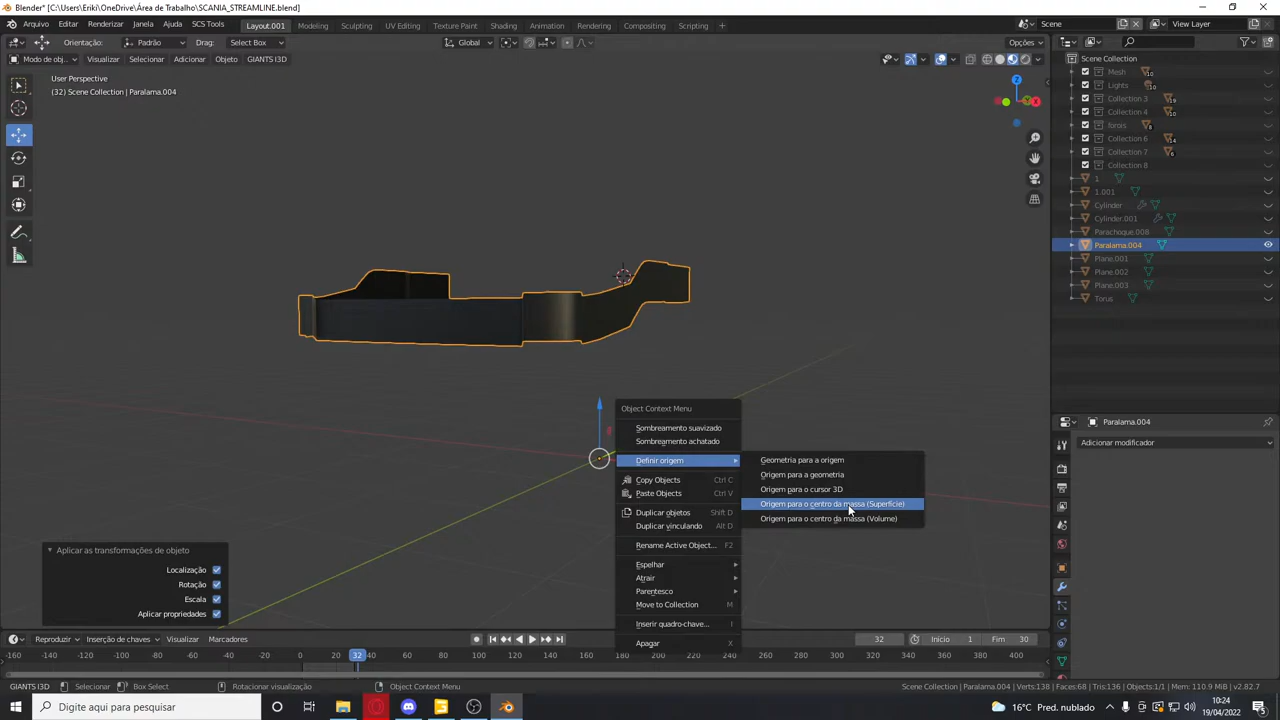 Blender* [C:\Users\Erik\OneDrive\Área de Trabalho\SCANIA_STREAMLINE.blend]
Arquivo Editar Renderizar Janela Ajuda SCS Tools Layout.001 Modeling Sculpting UV Editing Texture Paint Shading Animation Rendering Compositing Scripting Scene View Layer
Orientação: Padrão Drag: Select Box Global Opções
Modo de obj... Visualizar Selecionar Adicionar Objeto GIANTS I3D
User Perspective
(32) Scene Collection | Paralama.004
Z
Y
X
Scene Collection
Mesh 10
Lights 10
Collection 3 19
Collection 4 10
forois 8
Collection 6 14
Collection 7 6
Collection 8
1
1.001
Cylinder
Cylinder.001
Parachoque.006
Paralama.004
Plane.001
Plane.002
Plane.003
Torus
Paralama.004
Adicionar modificador
Object Context Menu
Sombreamento suavizado
Sombreamento achatado
Definir origem
Copy Objects Ctrl C
Paste Objects Ctrl V
Duplicar objetos Shift D
Duplicar vinculando Alt D
Rename Active Object... F2
Espelhar
Atrair
Parentesco
Move to Collection M
Inserir quadro-chave... I
Apagar X
Geometria para a origem
Origem para a geometria
Origem para o cursor 3D
Origem para o centro da massa (Superfície)
Origem para o centro da massa (Volume)
Aplicar as transformações de objeto
Localização
Rotação
Escala
Aplicar propriedades
Reproduzir Inserção de chaves Visualizar Marcadores 32 Início 1 Fim 30
-160 -140 -120 -100 -80 -60 -40 -20 0 20 32 40 60 80 100 120 140 160 180 200 220 240 260 280 300 320 340 360 380 400
GIANTS I3D Selecionar Box Select Rotacionar visualização Object Context Menu Scene Collection | Paralama.004 | Verts:138 | Faces:68 | Tris:136 | Objects:1/1 | Mem: 110.9 MiB | v2.82.7
Digite aqui para pesquisar 16°C Pred. nublado 10:24
19/04/2022